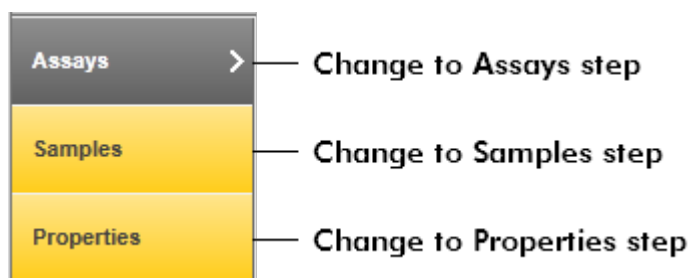 Assays
Change to Assays step
Samples
Change to Samples step
Properties
Change to Properties step